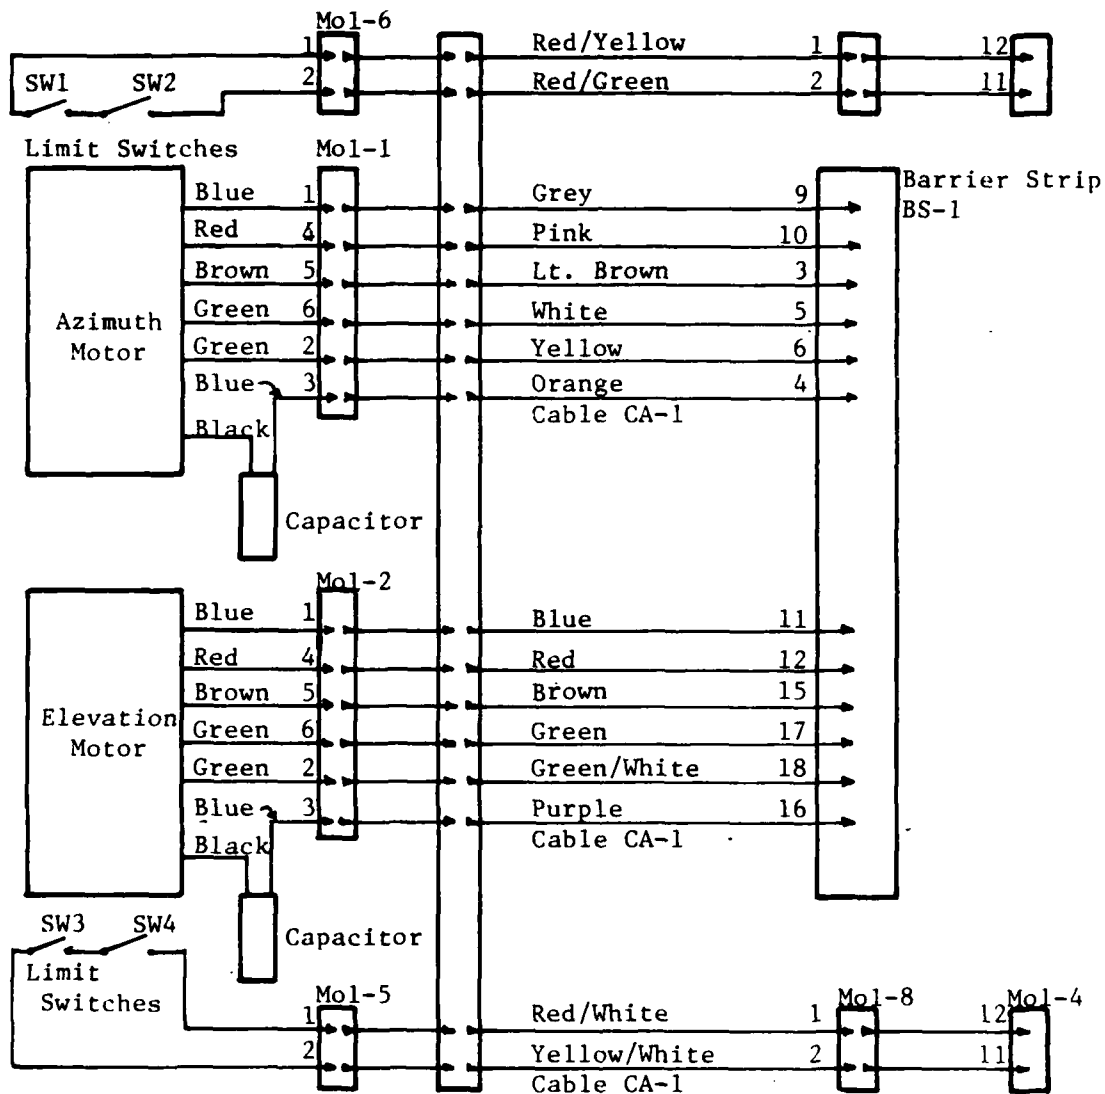 Mol-6
1 Red/Yellow 1 12
SW1 SW2 2 Red/Green 2 11
Limit Switches Mol-1
Barrier Strip
BS-1
Blue 1 Grey 9
Red 4 Pink 10
Brown 5 Lt. Brown 3
Azimuth
Motor
Green 6 White 5
Green 2 Yellow 6
Blue 3 Orange 4
Cable CA-1
Black
Capacitor
Mol-2
Blue 1 Blue 11
Red 4 Red 12
Brown 5 Brown 15
Elevation
Motor
Green 6 Green 17
Green 2 Green/White 18
Blue 3 Purple 16
Cable CA-1
Black
SW3 SW4
Capacitor
Limit
Switches
Mol-5 Mol-8 Mol-4
1 Red/White 1 12
2 Yellow/White 2 11
Cable CA-1